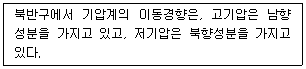 북반구에서 기압계의 이동경향은, 고기압은 남향
성분을 가지고 있고, 저기압은 북향성분을 가지고
있다.